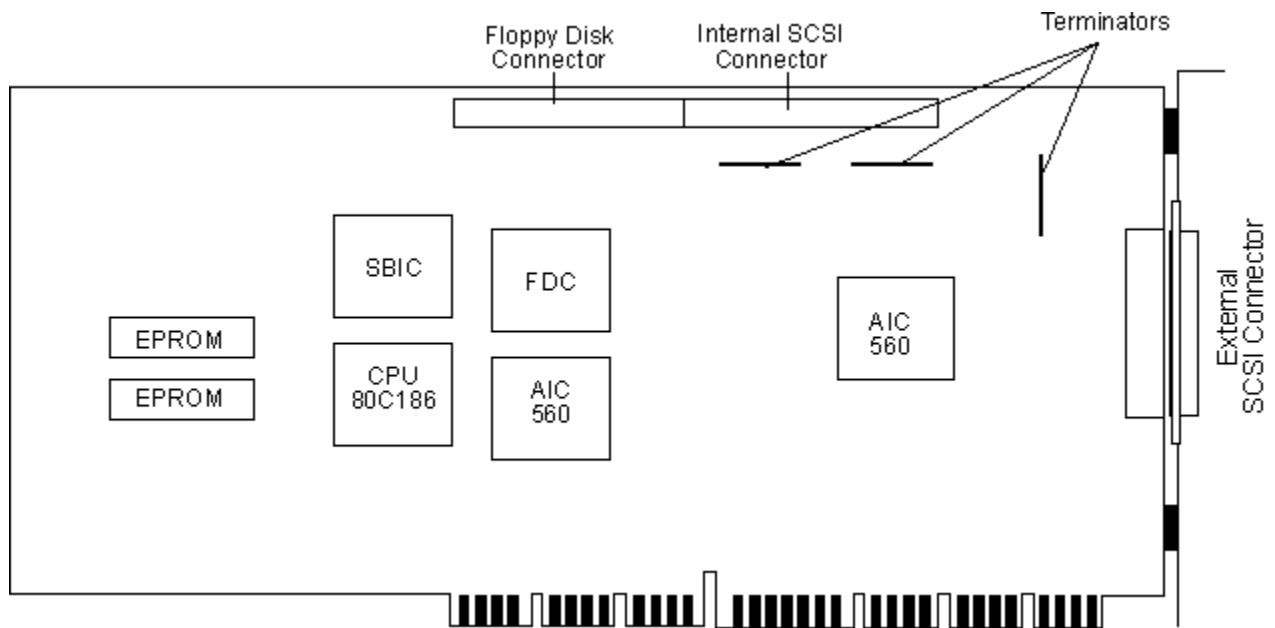 Floppy Disk
Connector
Internal SCSI
Connector
Terminators
SBIC
FDC
AIC
560
EPROM
EPROM
CPU
80C186
AIC
560
External
SCSI Connector